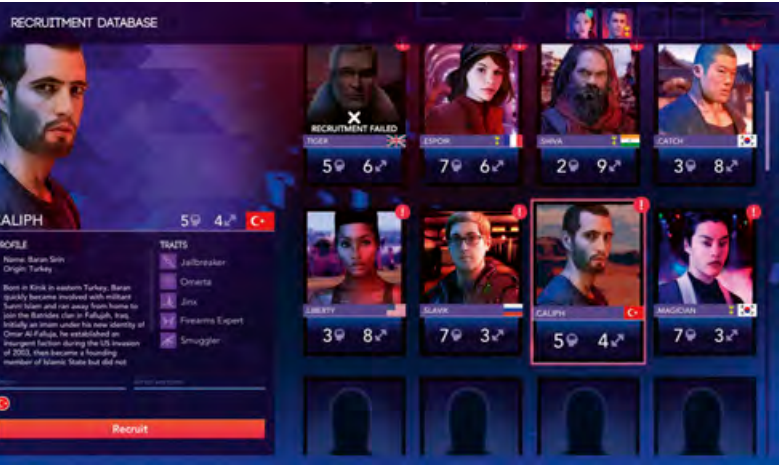 RECRUITMENT DATABASE
RECRUITMENT FAILED
TIGER
ESPOIR
SHIVA
CATCH
5 6
7 6
2 9
3 8
CALIPH
5 4
PROFILE
TRAITS
Name: Baran Sirin
Origin: Turkey
Born in Kinik in eastern Turkey, Baran
quickly became involved with militant
Sunni Islam and ran away from home to
join the Batrides clan in Fallujah, Iraq.
Initially an imam under his new identity of
Omar Al-Falluja, he established an
insurgent faction during the US invasion
of 2003, then became a founding
member of Islamic State but did not
Jailbreaker
Omerta
Jinx
Firearms Expert
Smuggler
LIBERTY
SLAVIK
CALIPH
MAGICIAN
3 8
7 3
5 4
7 3
Recruit